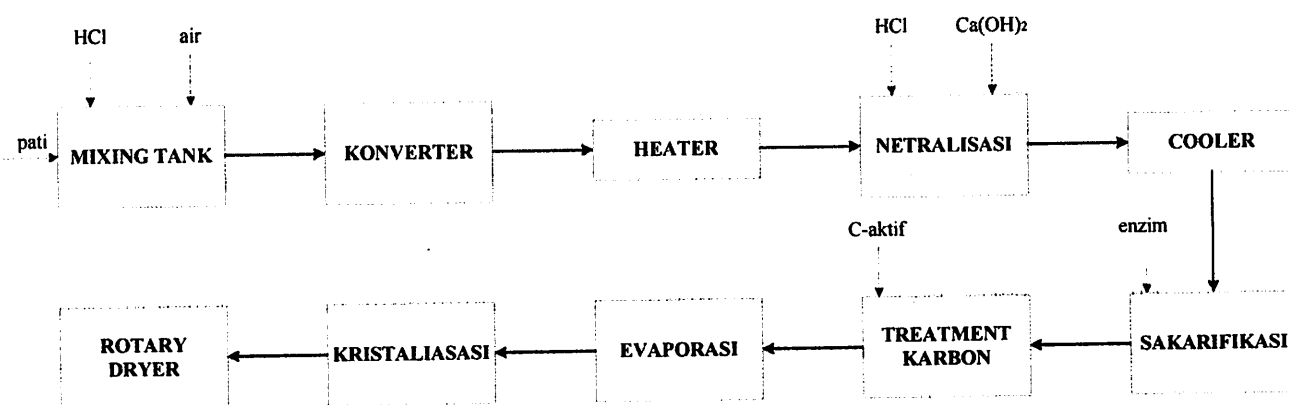 HCl air
HCl Ca(OH)2
pati
MIXING TANK
KONVERTER
HEATER
NETRALISASI
COOLER
C-aktif
enzim
ROTARY
DRYER
KRISTALIASASI
EVAPORASI
TREATMENT
KARBON
SAKARIFIKASI